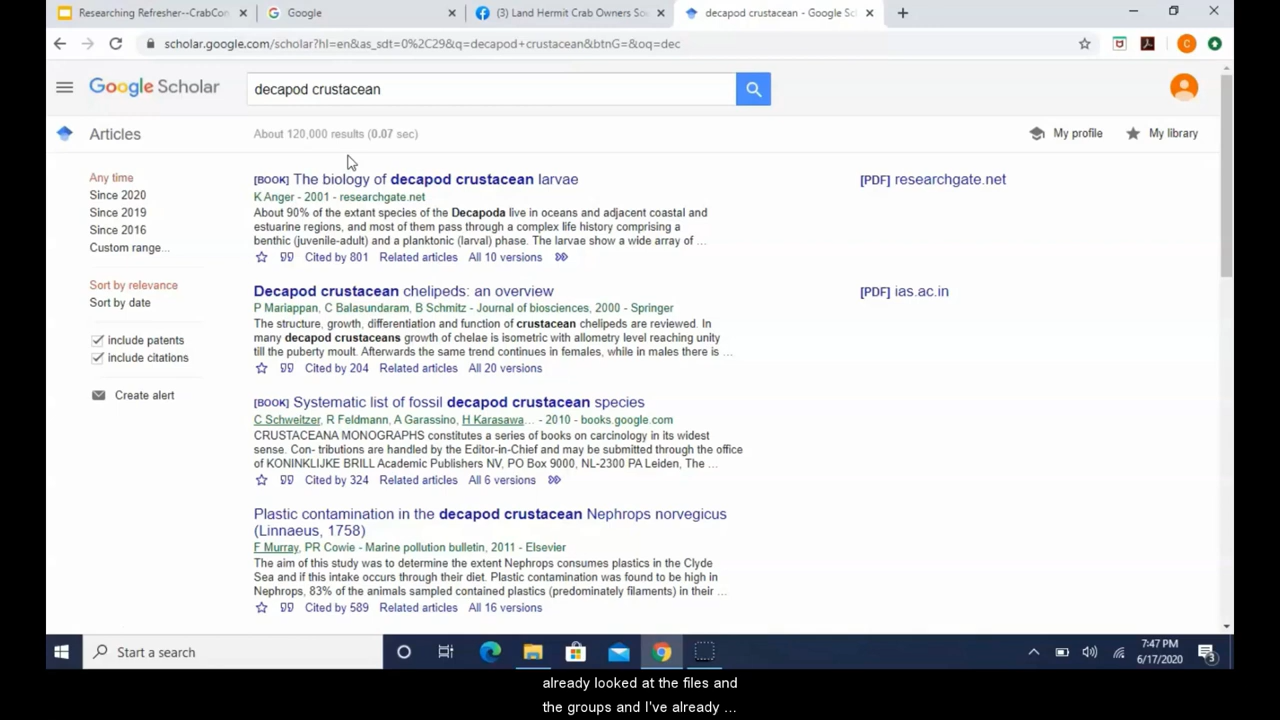 Researching Refresher--CrabCon
Google
(3) Land Hermit Crab Owners So
decapod crustacean - Google Sc
scholar.google.com/scholar?hl=en&as_sdt=0%2C29&q=decapod+crustacean&btnG=&oq=dec
Google Scholar
decapod crustacean
Articles
About 120,000 results (0.07 sec)
My profile
My library
Any time
Since 2020
Since 2019
Since 2016
Custom range...
Sort by relevance
Sort by date
include patents
include citations
Create alert
[BOOK] The biology of decapod crustacean larvae
K Anger - 2001 - researchgate.net
About 90% of the extant species of the Decapoda live in oceans and adjacent coastal and
estuarine regions, and most of them pass through a complex life history comprising a
benthic (juvenile-adult) and a planktonic (larval) phase. The larvae show a wide array of ...
Cited by 801 Related articles All 10 versions
[PDF] researchgate.net
Decapod crustacean chelipeds: an overview
P Mariappan, C Balasundaram, B Schmitz - Journal of biosciences, 2000 - Springer
The structure, growth, differentiation and function of crustacean chelipeds are reviewed. In
many decapod crustaceans growth of chelae is isometric with allometry level reaching unity
till the puberty moult. Afterwards the same trend continues in females, while in males there is ...
Cited by 204 Related articles All 20 versions
[PDF] ias.ac.in
[BOOK] Systematic list of fossil decapod crustacean species
C Schweitzer, R Feldmann, A Garassino, H Karasawa... - 2010 - books.google.com
CRUSTACEANA MONOGRAPHS constitutes a series of books on carcinology in its widest
sense. Con- tributions are handled by the Editor-in-Chief and may be submitted through the office
of KONINKLIJKE BRILL Academic Publishers NV, PO Box 9000, NL-2300 PA Leiden, The ...
Cited by 324 Related articles All 6 versions
Plastic contamination in the decapod crustacean Nephrops norvegicus
(Linnaeus, 1758)
F Murray, PR Cowie - Marine pollution bulletin, 2011 - Elsevier
The aim of this study was to determine the extent Nephrops consumes plastics in the Clyde
Sea and if this intake occurs through their diet. Plastic contamination was found to be high in
Nephrops, 83% of the animals sampled contained plastics (predominately filaments) in their ...
Cited by 589 Related articles All 16 versions
Start a search
7:47 PM
6/17/2020
3
already looked at the files and
the groups and I've already ...